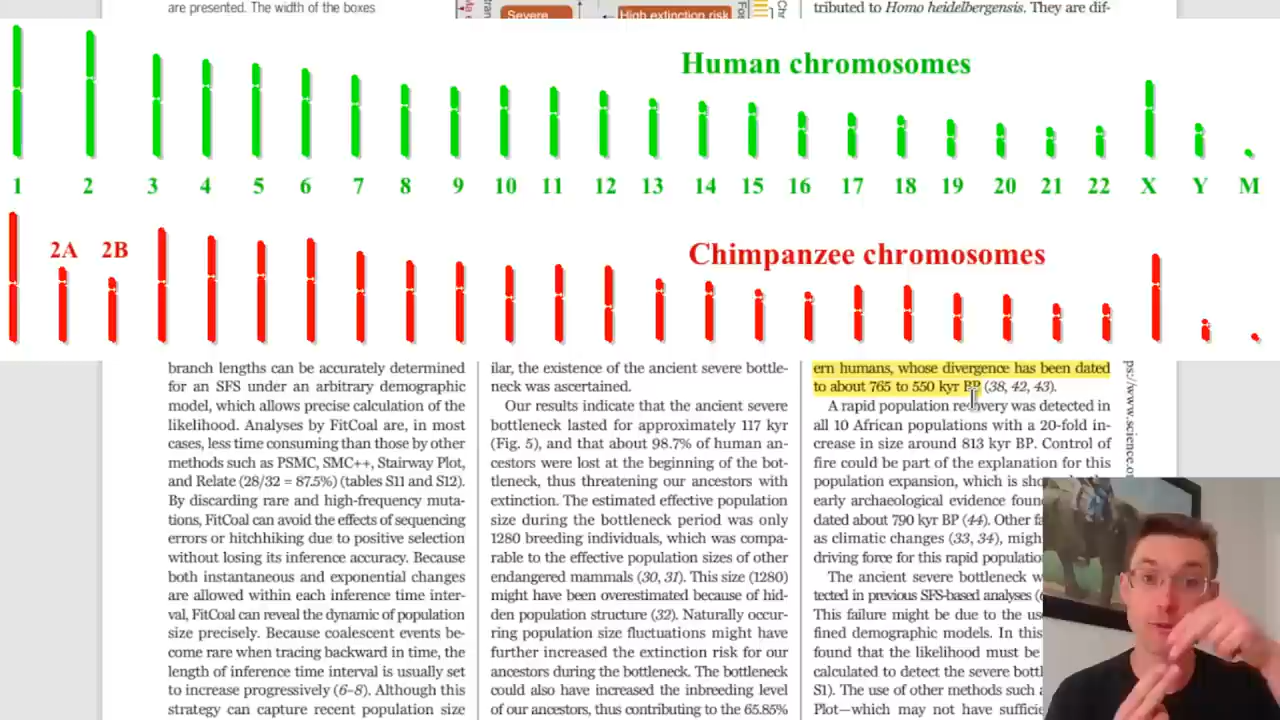 are presented. The width of the boxes
Severe
High extinction risk
tributed to Homo heidelbergensis. They are dif-
Human chromosomes
1 2 3 4 5 6 7 8 9 10 11 12 13 14 15 16 17 18 19 20 21 22 X Y M
2A 2B
Chimpanzee chromosomes
branch lengths can be accurately determined
for an SFS under an arbitrary demographic
model, which allows precise calculation of the
likelihood. Analyses by FitCoal are, in most
cases, less time consuming than those by other
methods such as PSMC, SMC++, Stairway Plot,
and Relate (28/32 = 87.5%) (tables S11 and S12).
By discarding rare and high-frequency muta-
tions, FitCoal can avoid the effects of sequencing
errors or hitchhiking due to positive selection
without losing its inference accuracy. Because
both instantaneous and exponential changes
are allowed within each inference time inter-
val, FitCoal can reveal the dynamic of population
size precisely. Because coalescent events be-
come rare when tracing backward in time, the
length of inference time interval is usually set
to increase progressively (6–8). Although this
strategy can capture recent population size
ilar, the existence of the ancient severe bottle-
neck was ascertained.
Our results indicate that the ancient severe
bottleneck lasted for approximately 117 kyr
(Fig. 5), and that about 98.7% of human an-
cestors were lost at the beginning of the bot-
tleneck, thus threatening our ancestors with
extinction. The estimated effective population
size during the bottleneck period was only
1280 breeding individuals, which was compa-
rable to the effective population sizes of other
endangered mammals (30, 31). This size (1280)
might have been overestimated because of hid-
den population structure (32). Naturally occur-
ring population size fluctuations might have
further increased the extinction risk for our
ancestors during the bottleneck. The bottleneck
could also have increased the inbreeding level
of our ancestors, thus contributing to the 65.85%
ern humans, whose divergence has been dated
to about 765 to 550 kyr BP (38, 42, 43).
A rapid population recovery was detected in
all 10 African populations with a 20-fold in-
crease in size around 813 kyr BP. Control of
fire could be part of the explanation for this
population expansion, which is sho
early archaeological evidence foun
dated about 790 kyr BP (44). Other fa
as climatic changes (33, 34), migh
driving force for this rapid populatio
The ancient severe bottleneck w
tected in previous SFS-based analyses (
This failure might be due to the us
fined demographic models. In this
found that the likelihood must be
calculated to detect the severe bottl
S1). The use of other methods such a
Plot—which may not have sufficie
ps://www.science.o